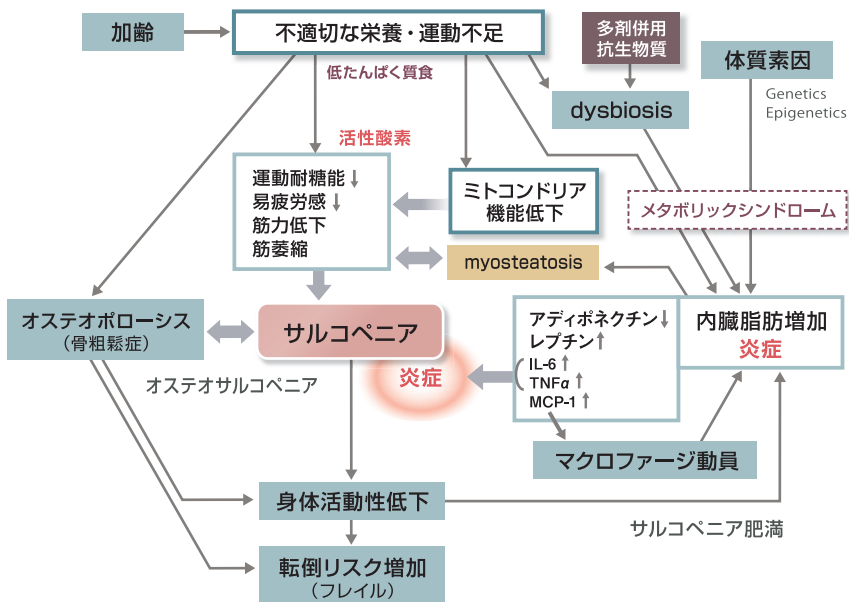 加齢
不適切な栄養・運動不足
多剤併用
抗生物質
体質素因
低たんぱく質食
Genetics
Epigenetics
dysbiosis
活性酸素
運動耐糖能↓
易疲労感↓
筋力低下
筋萎縮
ミトコンドリア
機能低下
メタボリックシンドローム
myosteatosis
オステオポローシス
（骨粗鬆症）
サルコペニア
アディポネクチン↓
レプチン↑
IL-6↑
TNFα↑
MCP-1↑
内臓脂肪増加
炎症
炎症
オステオサルコペニア
マクロファージ動員
身体活動性低下
サルコペニア肥満
転倒リスク増加
（フレイル）